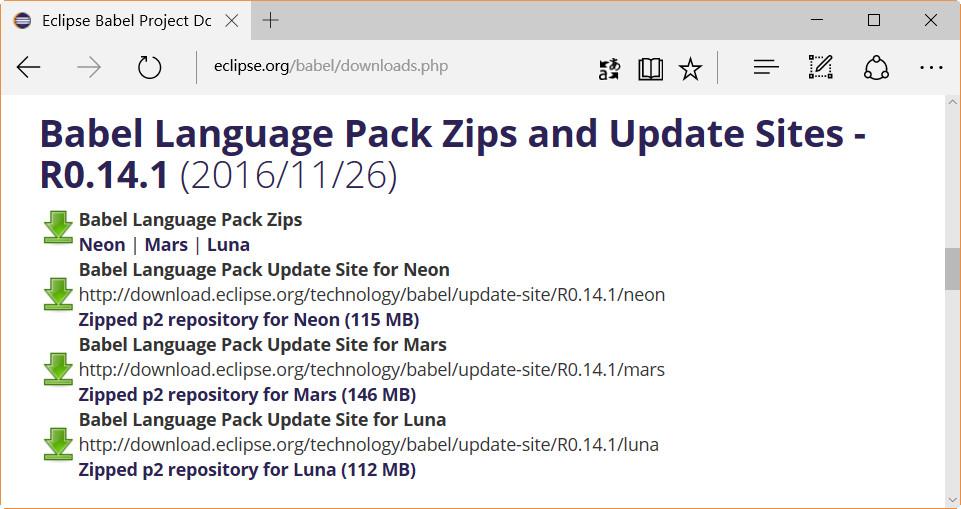 Eclipse Babel Project Dc
eclipse.org/babel/downloads.php
Babel Language Pack Zips and Update Sites -
R0.14.1 (2016/11/26)
Babel Language Pack Zips
Neon | Mars | Luna
Babel Language Pack Update Site for Neon
http://download.eclipse.org/technology/babel/update-site/R0.14.1/neon
Zipped p2 repository for Neon (115 MB)
Babel Language Pack Update Site for Mars
http://download.eclipse.org/technology/babel/update-site/R0.14.1/mars
Zipped p2 repository for Mars (146 MB)
Babel Language Pack Update Site for Luna
http://download.eclipse.org/technology/babel/update-site/R0.14.1/luna
Zipped p2 repository for Luna (112 MB)